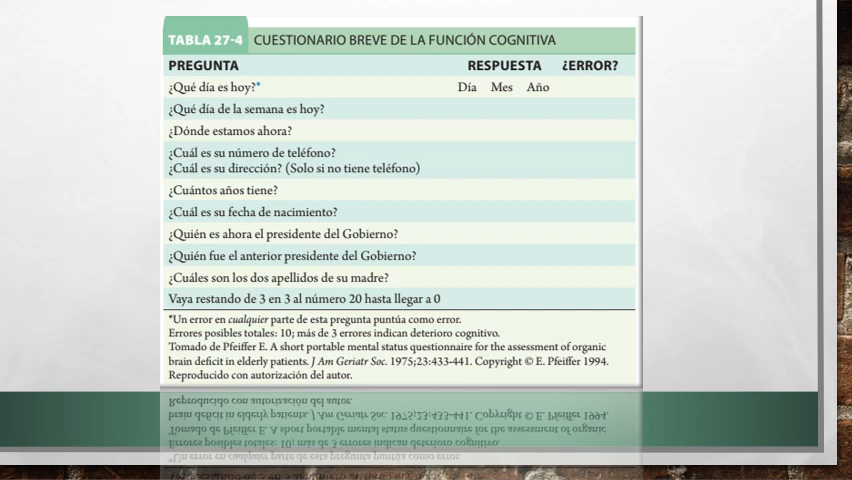 TABLA 27-4 CUESTIONARIO BREVE DE LA FUNCIÓN COGNITIVA
PREGUNTA RESPUESTA ¿ERROR?
¿Qué día es hoy?* Día Mes Año
¿Qué día de la semana es hoy?
¿Dónde estamos ahora?
¿Cuál es su número de teléfono?
¿Cuál es su dirección? (Solo si no tiene teléfono)
¿Cuántos años tiene?
¿Cuál es su fecha de nacimiento?
¿Quién es ahora el presidente del Gobierno?
¿Quién fue el anterior presidente del Gobierno?
¿Cuáles son los dos apellidos de su madre?
Vaya restando de 3 en 3 al número 20 hasta llegar a 0
*Un error en cualquier parte de esta pregunta puntúa como error.
Errores posibles totales: 10; más de 3 errores indican deterioro cognitivo.
Tomado de Pfeiffer E. A short portable mental status questionnaire for the assessment of organic
brain deficit in elderly patients. J Am Geriatr Soc. 1975;23:433-441. Copyright © E. Pfeiffer 1994.
Reproducido con autorización del autor.